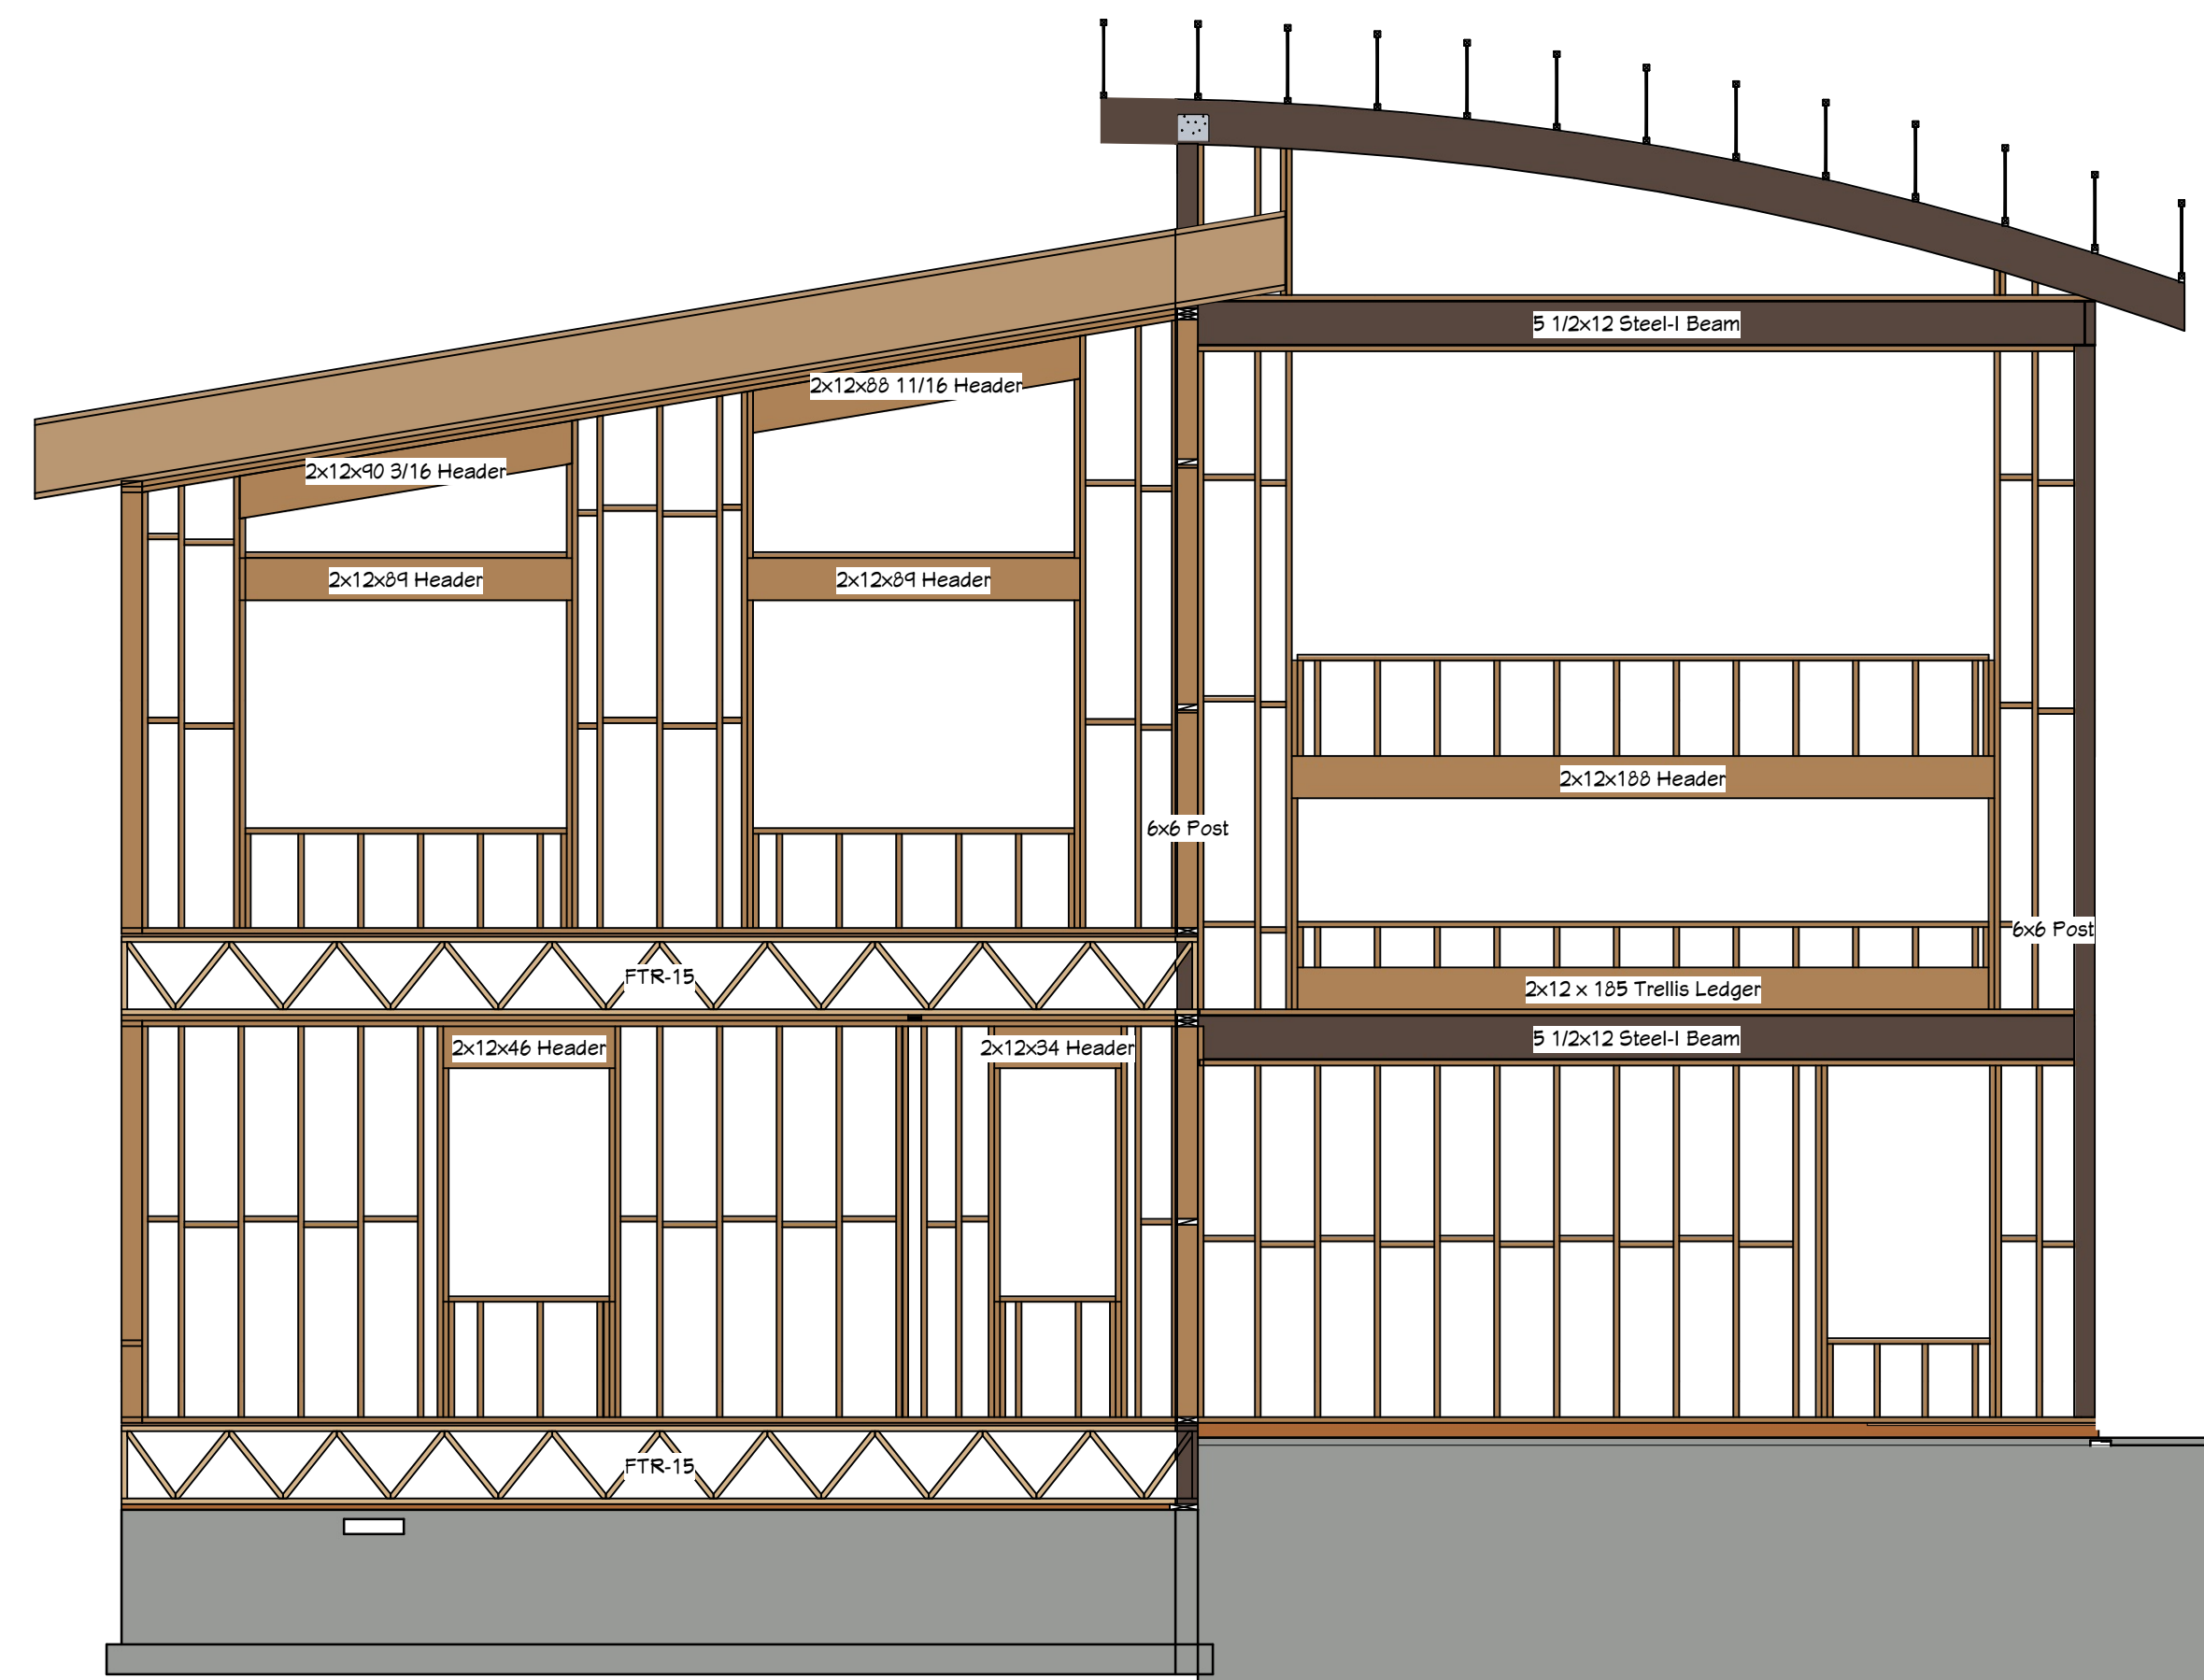 5 1/2x12 Steel-I Beam
2x12x88 11/16 Header
2x12x90 3/16 Header
2x12x89 Header
2x12x89 Header
2x12x188 Header
6x6 Post
6x6 Post
FTR-15
2x12 x 185 Trellis Ledger
5 1/2x12 Steel-I Beam
2x12x46 Header
2x12x34 Header
FTR-15